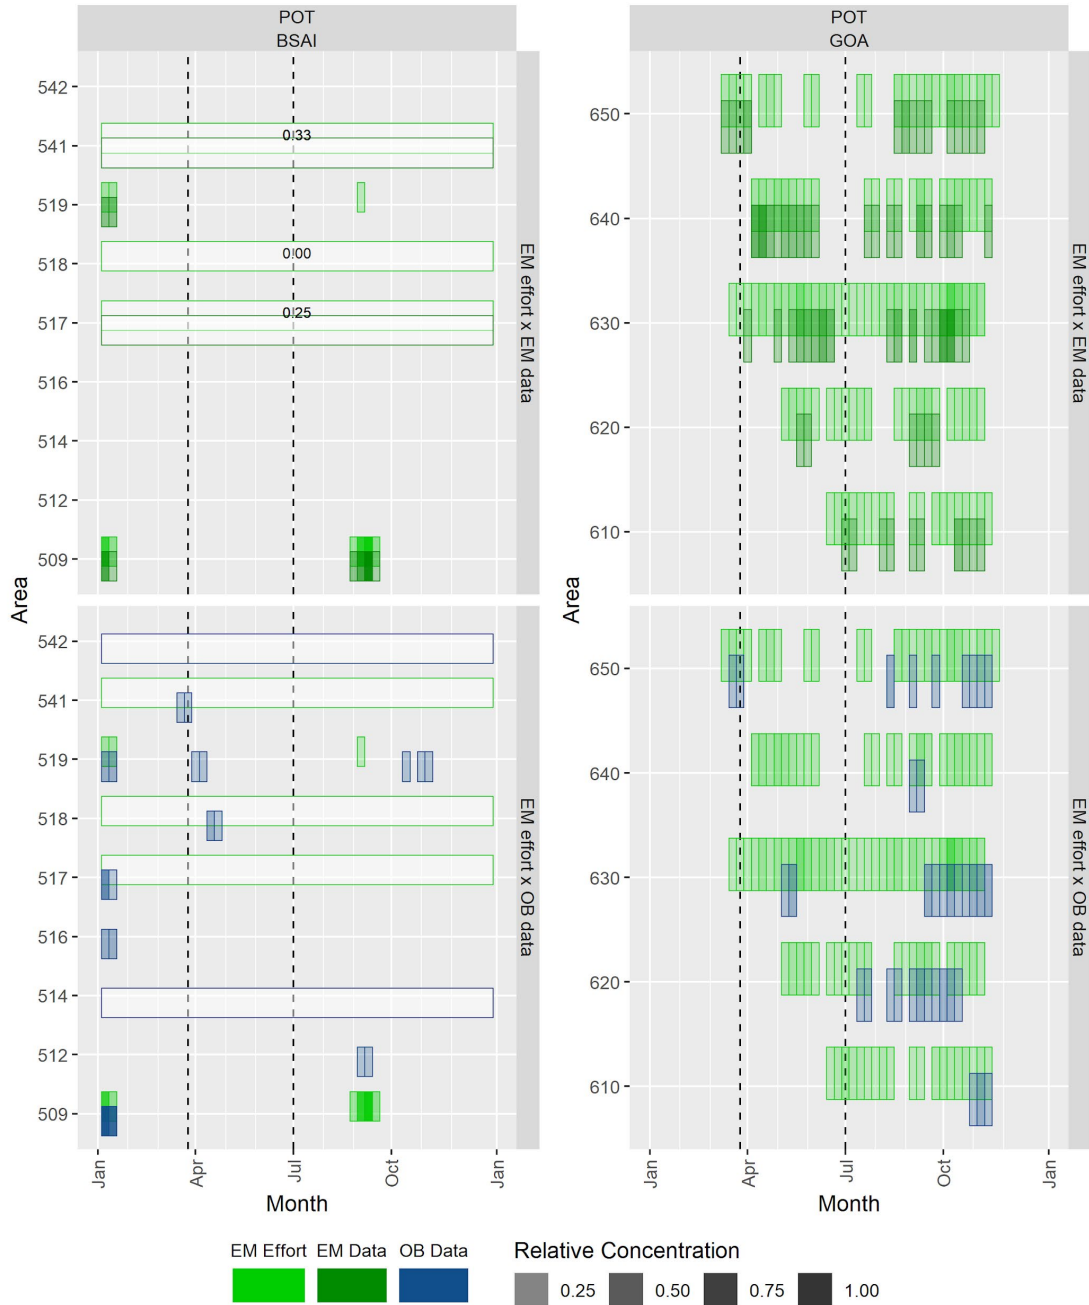 POT
BSAI
POT
GOA
542
541
519
518
517
516
514
512
509
0.33
0.00
0.25
EM effort x EM data
650
640
630
620
610
EM effort x EM data
Area
Area
542
541
519
518
517
516
514
512
509
EM effort x OB data
650
640
630
620
610
EM effort x OB data
Jan
Apr
Jul
Oct
Jan
Jan
Apr
Jul
Oct
Jan
Month
Month
EM Effort EM Data OB Data
Relative Concentration
0.25 0.50 0.75 1.00